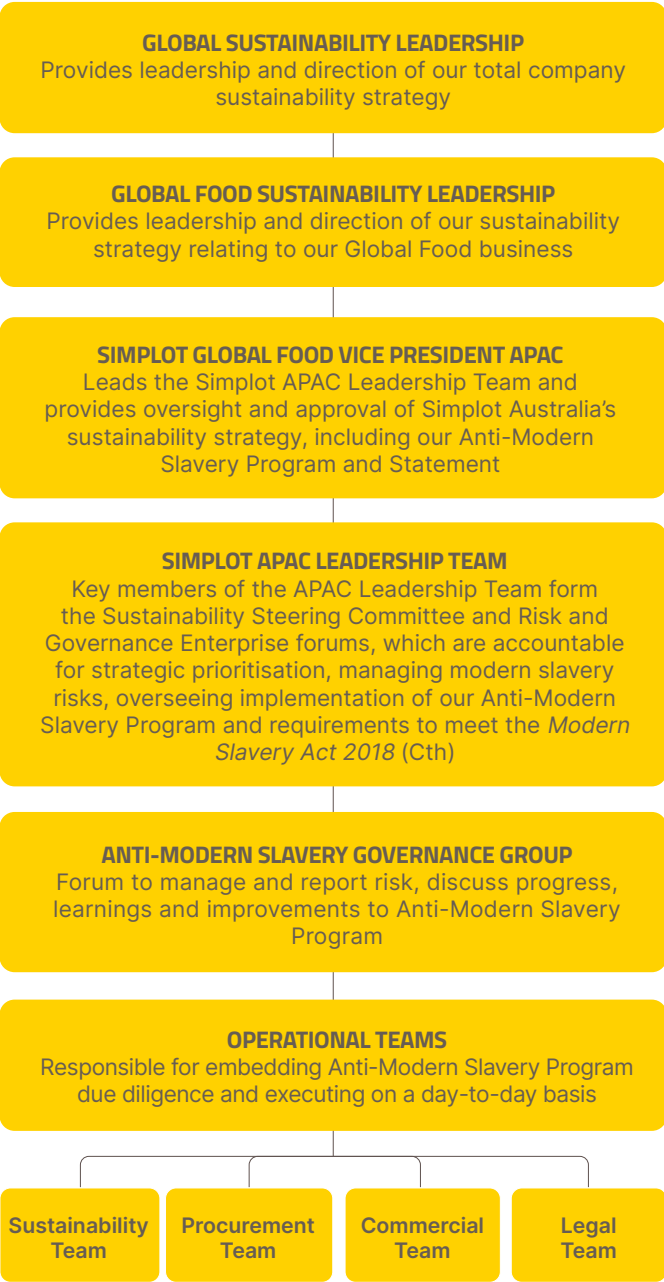 GLOBAL SUSTAINABILITY LEADERSHIP
Provides leadership and direction of our total company
sustainability strategy
GLOBAL FOOD SUSTAINABILITY LEADERSHIP
Provides leadership and direction of our sustainability
strategy relating to our Global Food business
SIMPLOT GLOBAL FOOD VICE PRESIDENT APAC
Leads the Simplot APAC Leadership Team and
provides oversight and approval of Simplot Australia’s
sustainability strategy, including our Anti-Modern
Slavery Program and Statement
SIMPLOT APAC LEADERSHIP TEAM
Key members of the APAC Leadership Team form
the Sustainability Steering Committee and Risk and
Governance Enterprise forums, which are accountable
for strategic prioritisation, managing modern slavery
risks, overseeing implementation of our Anti-Modern
Slavery Program and requirements to meet the Modern
Slavery Act 2018 (Cth)
ANTI-MODERN SLAVERY GOVERNANCE GROUP
Forum to manage and report risk, discuss progress,
learnings and improvements to Anti-Modern Slavery
Program
OPERATIONAL TEAMS
Responsible for embedding Anti-Modern Slavery Program
due diligence and executing on a day-to-day basis
Sustainability
Team
Procurement
Team
Commercial
Team
Legal
Team